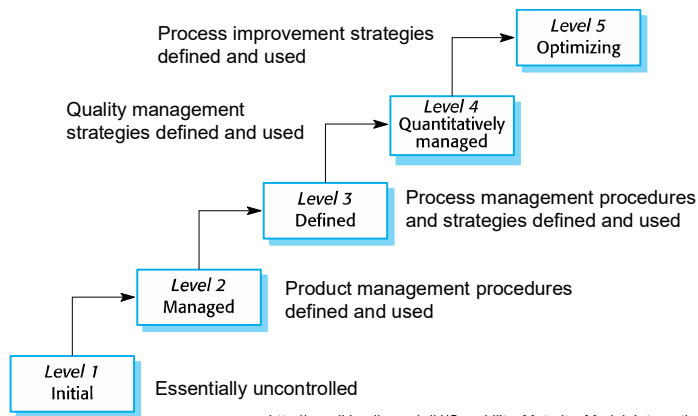 Process improvement strategies
defined and used
Level 5
Optimizing
Quality management
strategies defined and used
Level 4
Quantitatively
managed
Level 3
Defined
Process management procedures
and strategies defined and used
Level 2
Managed
Product management procedures
defined and used
Level 1
Initial
Essentially uncontrolled